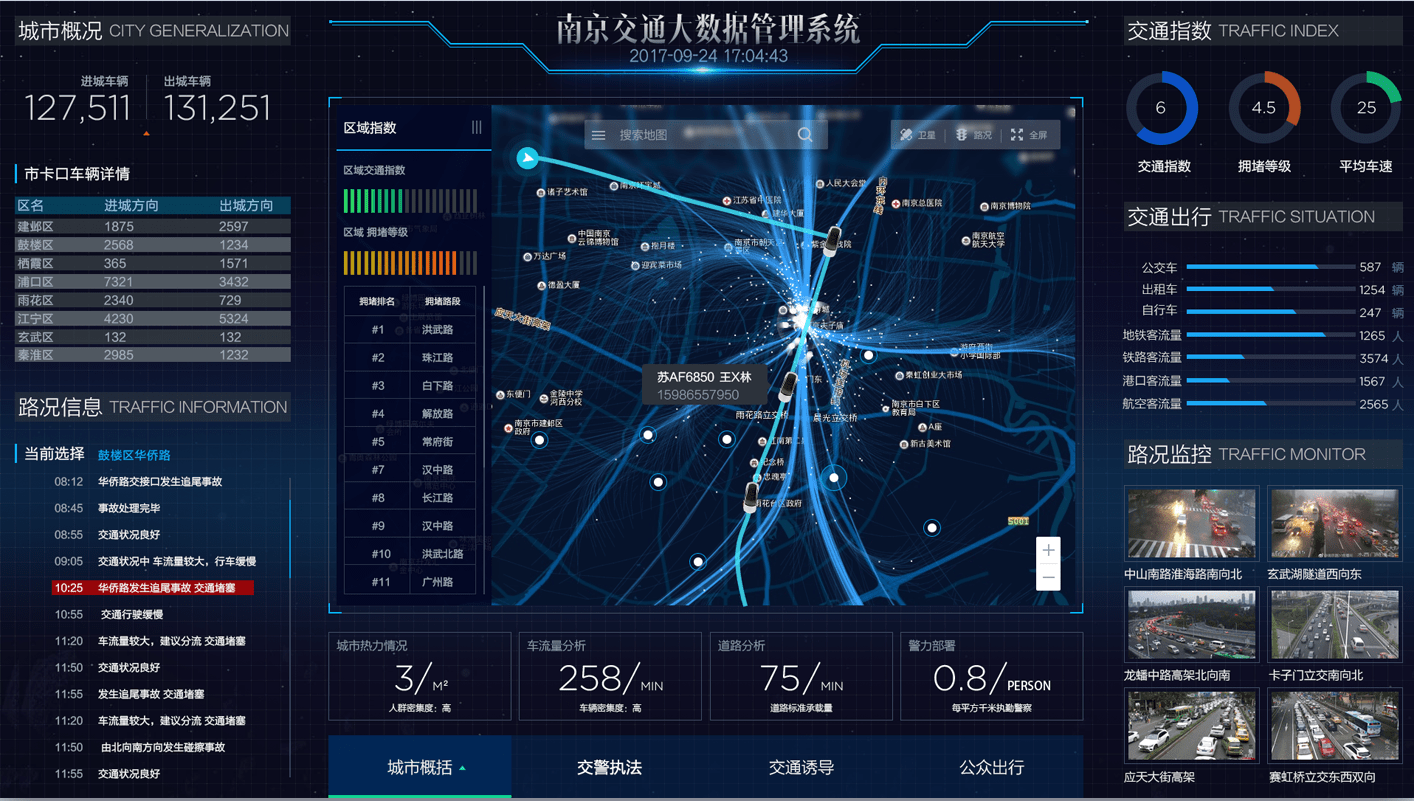 南京交通大数据管理系统
2017-09-24 17:04:43
城市概况 CITY GENERALIZATION
进城车辆 出城车辆
127,511 131,251
市卡口车辆详情
区名 进城方向 出城方向
建邺区 1875 2597
鼓楼区 2568 1234
栖霞区 365 1571
浦口区 7321 3432
雨花区 2340 729
江宁区 4230 5324
玄武区 132 132
秦淮区 2985 1232
路况信息 TRAFFIC INFORMATION
当前选择 鼓楼区华侨路
08:12 华侨路交接口发生追尾事故
08:45 事故处理完毕
08:55 交通状况良好
09:05 交通状况中 车流量较大，行车缓慢
10:25 华侨路发生追尾事故 交通堵塞
10:55 交通行驶缓慢
11:20 车流量较大，建议分流 交通堵塞
11:50 交通状况良好
11:55 发生追尾事故 交通堵塞
11:20 车流量较大，建议分流 交通堵塞
11:50 由北向南方向发生碰擦事故
11:55 交通状况良好
区域指数
区域交通指数
区域 拥堵等级
拥堵排名 拥堵路段
#1 洪武路
#2 珠江路
#3 白下路
#4 解放路
#5 常府街
#7 汉中路
#8 长江路
#9 汉中路
#10 洪武北路
#11 广州路
搜索地图
卫星 路况 全屏
诸子艺术馆
人民大会堂
江苏省中医院
南京总医院
南京博物院
建华大厦
中国南京
云锦博物馆
抱月楼
南京航空
航天大学
万达广场
迎宾菜市场
德盈大厦
应天大街高架
小学国际部
苏AF6850 王X林
15986557950
秦虹创业大市场
东便门
金陵中学
河西分校
南京市建邺区
政府
雨花路立交桥
晨光立交桥
南京市白下区
教育局
A座
新古美术馆
纪念桥
忠魂亭
雨花台区政府
S001
+
−
城市热力情况
3/M²
人群密集度：高
车流量分析
258/MIN
车辆密集度：高
道路分析
75/MIN
道路标准承载量
警力部署
0.8/PERSON
每平方千米执勤警察
城市概括 交警执法 交通诱导 公众出行
交通指数 TRAFFIC INDEX
6 4.5 25
交通指数 拥堵等级 平均车速
交通出行 TRAFFIC SITUATION
公交车 587 辆
出租车 1254 辆
自行车 247 辆
地铁客流量 1265 人
铁路客流量 3574 人
港口客流量 1567 人
航空客流量 2565 人
路况监控 TRAFFIC MONITOR
中山南路淮海路南向北 玄武湖隧道西向东
龙蟠中路高架北向南 卡子门立交南向北
应天大街高架 赛虹桥立交东西双向